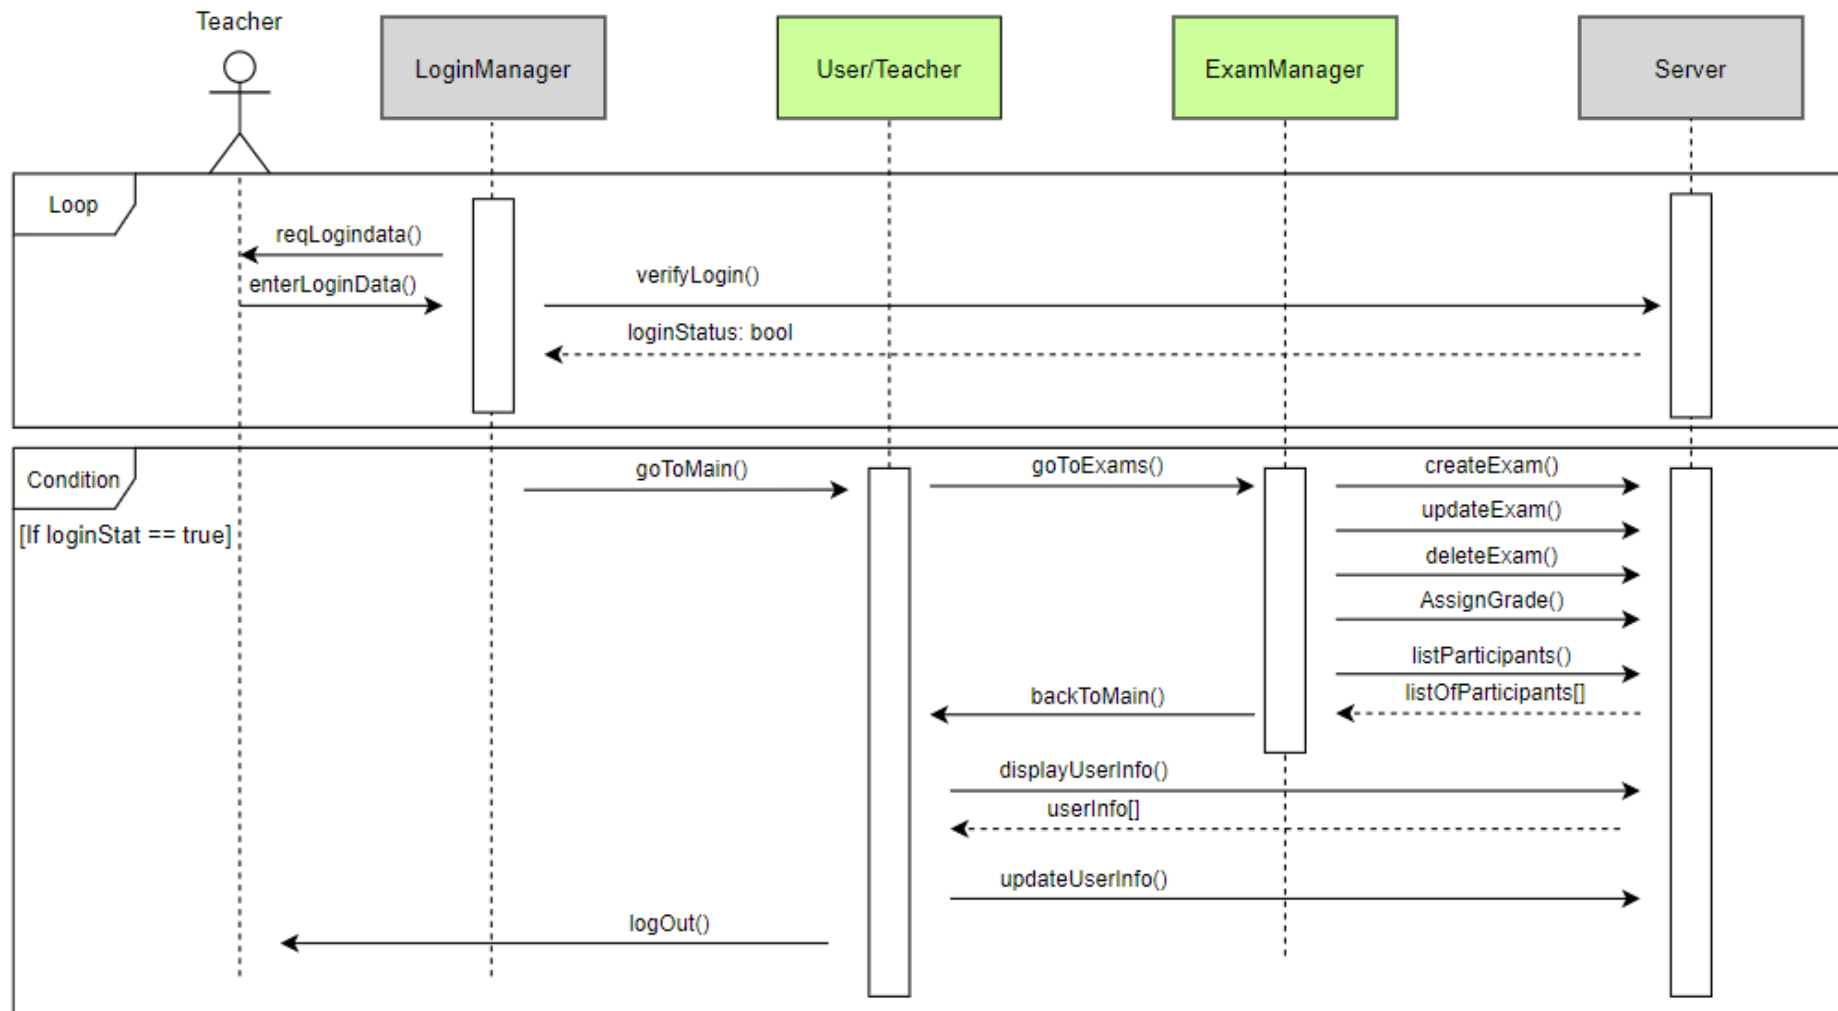 Teacher
LoginManager
User/Teacher
ExamManager
Server
Loop
reqLogindata()
enterLoginData()
verifyLogin()
loginStatus: bool
Condition
[If loginStat == true]
goToMain()
goToExams()
createExam()
updateExam()
deleteExam()
AssignGrade()
listParticipants()
listOfParticipants[]
backToMain()
displayUserInfo()
userInfo[]
updateUserInfo()
logOut()